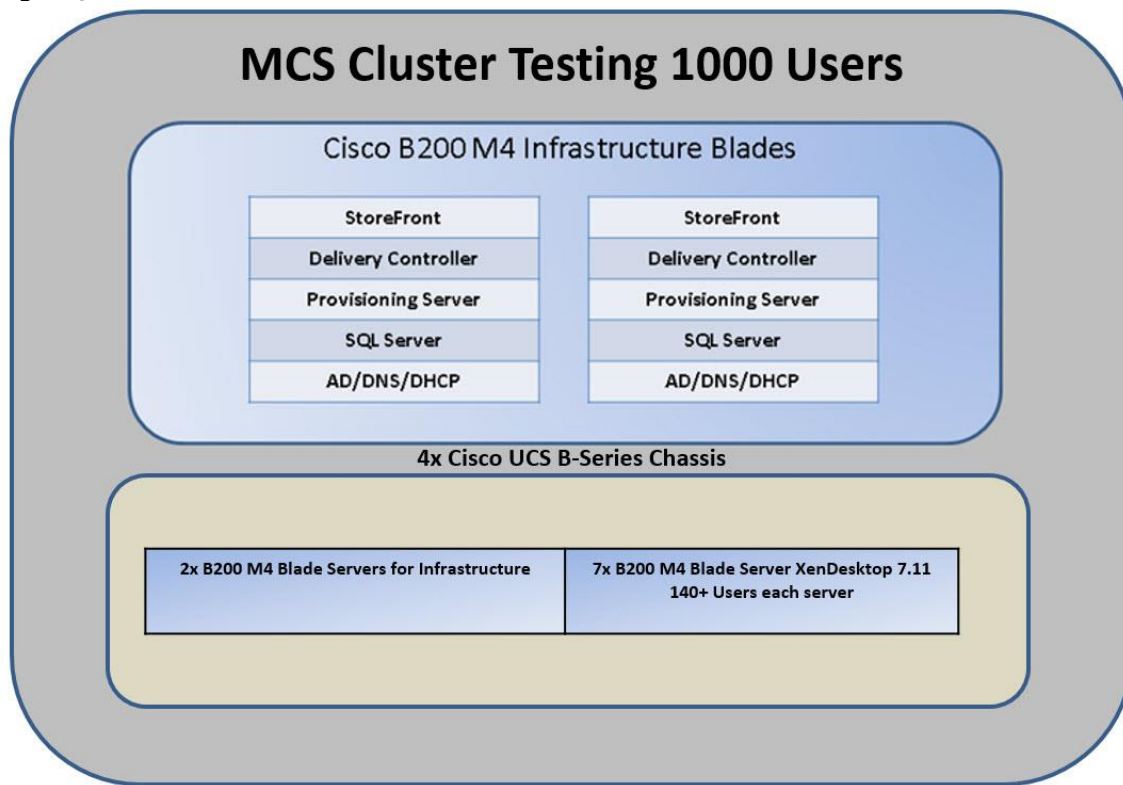 MCS Cluster Testing 1000 Users
Cisco B200 M4 Infrastructure Blades
StoreFront
Delivery Controller
Provisioning Server
SQL Server
AD/DNS/DHCP
StoreFront
Delivery Controller
Provisioning Server
SQL Server
AD/DNS/DHCP
4x Cisco UCS B-Series Chassis
2x B200 M4 Blade Servers for Infrastructure
7x B200 M4 Blade Server XenDesktop 7.11
140+ Users each server